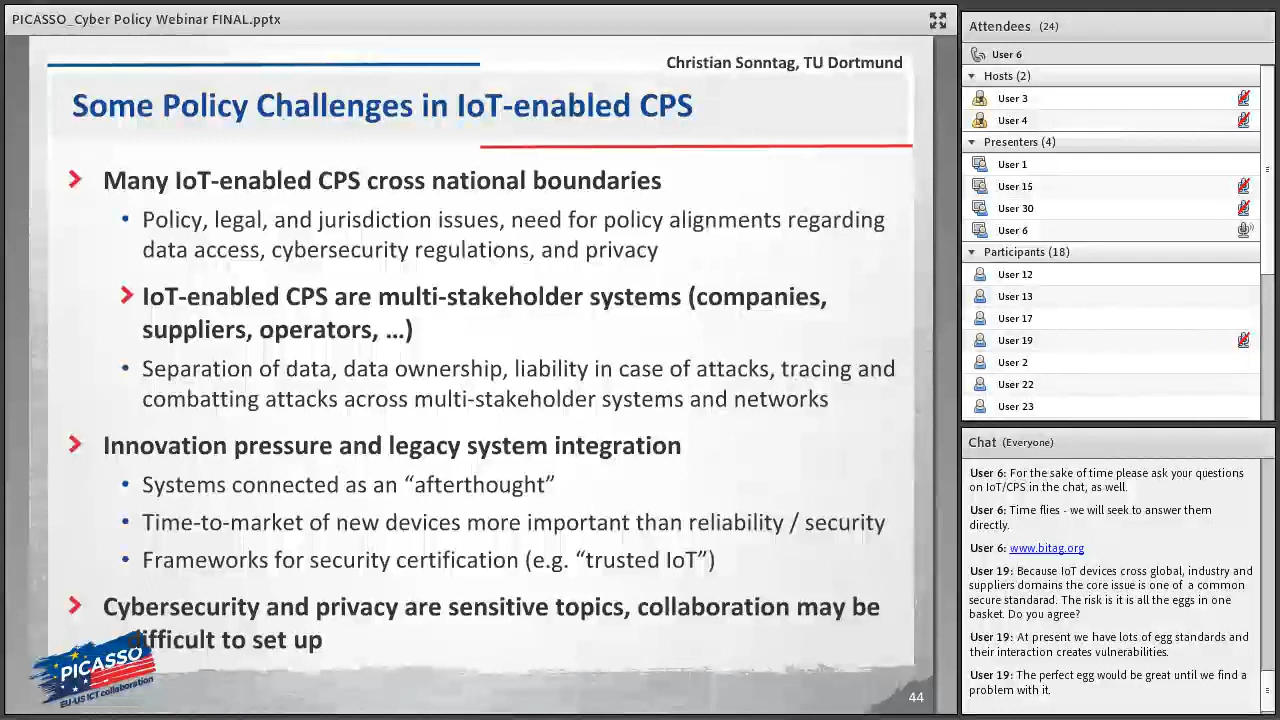 PICASSO_Cyber Policy Webinar FINAL.pptx
Christian Sonntag, TU Dortmund
Some Policy Challenges in IoT-enabled CPS
Many IoT-enabled CPS cross national boundaries
• Policy, legal, and jurisdiction issues, need for policy alignments regarding
data access, cybersecurity regulations, and privacy
IoT-enabled CPS are multi-stakeholder systems (companies,
suppliers, operators, …)
• Separation of data, data ownership, liability in case of attacks, tracing and
combatting attacks across multi-stakeholder systems and networks
Innovation pressure and legacy system integration
• Systems connected as an “afterthought”
• Time-to-market of new devices more important than reliability / security
• Frameworks for security certification (e.g. “trusted IoT”)
Cybersecurity and privacy are sensitive topics, collaboration may be
difficult to set up
PICASSO
EU-US ICT collaboration
44
Attendees (24)
User 6
Hosts (2)
User 3
User 4
Presenters (4)
User 1
User 15
User 30
User 6
Participants (18)
User 12
User 13
User 17
User 19
User 2
User 22
User 23
Chat (Everyone)
User 6: For the sake of time please ask your questions
on IoT/CPS in the chat, as well.
User 6: Time flies - we will seek to answer them
directly.
User 6: www.bitag.org
User 19: Because IoT devices cross global, industry and
suppliers domains the core issue is one of a common
secure standarad. The risk is it is all the eggs in one
basket. Do you agree?
User 19: At present we have lots of egg standards and
their interaction creates vulnerabilities.
User 19: The perfect egg would be great until we find a
problem with it.